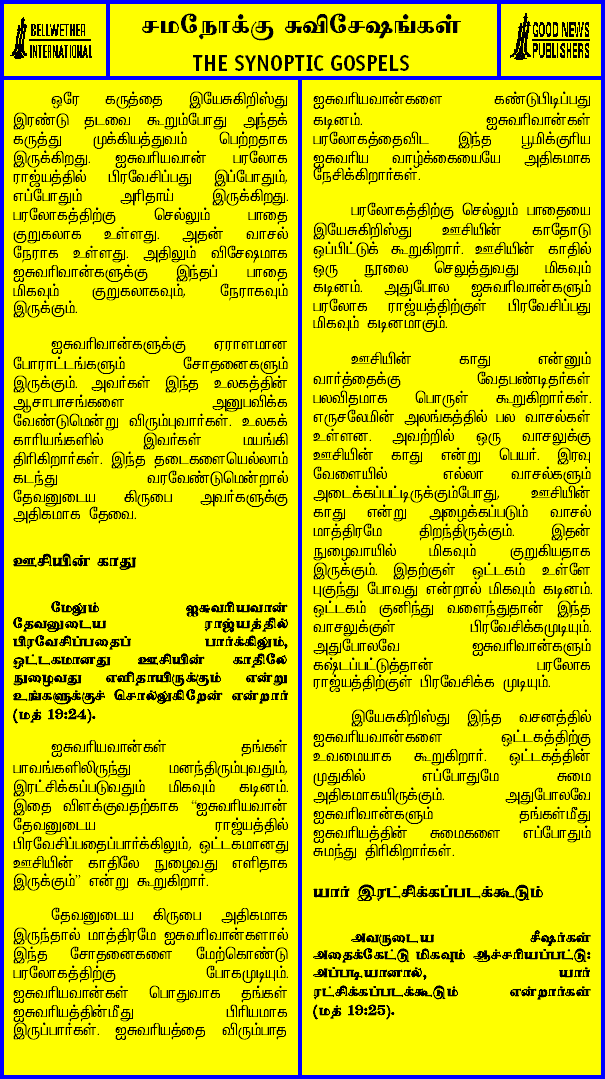 BELLWETHER
INTERNATIONAL
சமநோக்கு சுவிசேஷங்கள்
THE SYNOPTIC GOSPELS
GOOD NEWS
PUBLISHERS
ஒரே கருத்தை இயேசுகிறிஸ்து
இரண்டு தடவை கூறும்போது அந்தக்
கருத்து முக்கியத்துவம் பெற்றதாக
இருக்கிறது. ஐசுவரியவான் பரலோக
ராஜ்யத்தில் பிரவேசிப்பது இப்போதும்,
எப்போதும் அரிதாய் இருக்கிறது.
பரலோகத்திற்கு செல்லும் பாதை
குறுகலாக உள்ளது. அதன் வாசல்
நேராக உள்ளது. அதிலும் விசேஷமாக
ஐசுவரிவான்களுக்கு இந்தப் பாதை
மிகவும் குறுகலாகவும், நேராகவும்
இருக்கும்.
ஐசுவரிவான்களுக்கு ஏராளமான
போராட்டங்களும் சோதனைகளும்
இருக்கும். அவர்கள் இந்த உலகத்தின்
ஆசாபாசங்களை அனுபவிக்க
வேண்டுமென்று விரும்புவார்கள். உலகக்
காரியங்களில் இவர்கள் மயங்கி
திரிகிறார்கள். இந்த தடைகளையெல்லாம்
கடந்து வரவேண்டுமென்றால்
தேவனுடைய கிருபை அவர்களுக்கு
அதிகமாக தேவை.
ஊசியின் காது
மேலும் ஐசுவரியவான்
தேவனுடைய ராஜ்யத்தில்
பிரவேசிப்பதைப் பார்க்கிலும்,
ஒட்டகமானது ஊசியின் காதிலே
நுழைவது எளிதாயிருக்கும் என்று
உங்களுக்குச் சொல்லுகிறேன் என்றார்
(மத் 19:24).
ஐசுவரியவான்கள் தங்கள்
பாவங்களிலிருந்து மனந்திரும்புவதும்,
இரட்சிக்கப்படுவதும் மிகவும் கடினம்.
இதை விளக்குவதற்காக "ஐசுவரியவான்
தேவனுடைய ராஜ்யத்தில்
பிரவேசிப்பதைப்பார்க்கிலும், ஒட்டகமானது
ஊசியின் காதிலே நுழைவது எளிதாக
இருக்கும்" என்று கூறுகிறார்.
தேவனுடைய கிருபை அதிகமாக
இருந்தால் மாத்திரமே ஐசுவரிவான்களால்
இந்த சோதனைகளை மேற்கொண்டு
பரலோகத்திற்கு போகமுடியும்.
ஐசுவரியவான்கள் பொதுவாக தங்கள்
ஐசுவரியத்தின்மீது பிரியமாக
இருப்பார்கள். ஐசுவரியத்தை விரும்பாத
ஐசுவரியவான்களை கண்டுபிடிப்பது
கடினம். ஐசுவரிவான்கள்
பரலோகத்தைவிட இந்த பூமிக்குரிய
ஐசுவரிய வாழ்க்கையையே அதிகமாக
நேசிக்கிறார்கள்.
பரலோகத்திற்கு செல்லும் பாதையை
இயேசுகிறிஸ்து ஊசியின் காதோடு
ஒப்பிட்டுக் கூறுகிறார். ஊசியின் காதில்
ஒரு நூலை செலுத்துவது மிகவும்
கடினம். அதுபோல ஐசுவரிவான்களும்
பரலோக ராஜ்யத்திற்குள் பிரவேசிப்பது
மிகவும் கடினமாகும்.
ஊசியின் காது என்னும்
வார்த்தைக்கு வேதபண்டிதர்கள்
பலவிதமாக பொருள் கூறுகிறார்கள்.
எருசலேமின் அலங்கத்தில் பல வாசல்கள்
உள்ளன. அவற்றில் ஒரு வாசலுக்கு
ஊசியின் காது என்று பெயர். இரவு
வேளையில் எல்லா வாசல்களும்
அடைக்கப்பட்டிருக்கும்போது, ஊசியின்
காது என்று அழைக்கப்படும் வாசல்
மாத்திரமே திறந்திருக்கும். இதன்
நுழைவாயில் மிகவும் குறுகியதாக
இருக்கும். இதற்குள் ஒட்டகம் உள்ளே
புகுந்து போவது என்றால் மிகவும் கடினம்.
ஒட்டகம் குனிந்து வளைந்துதான் இந்த
வாசலுக்குள் பிரவேசிக்கமுடியும்.
அதுபோலவே ஐசுவரிவான்களும்
கஷ்டப்பட்டுத்தான் பரலோக
ராஜ்யத்திற்குள் பிரவேசிக்க முடியும்.
இயேசுகிறிஸ்து இந்த வசனத்தில்
ஐசுவரியவான்களை ஒட்டகத்திற்கு
உவமையாக கூறுகிறார். ஒட்டகத்தின்
முதுகில் எப்போதுமே சுமை
அதிகமாகயிருக்கும். அதுபோலவே
ஐசுவரிவான்களும் தங்கள்மீது
ஐசுவரியத்தின் சுமைகளை எப்போதும்
சுமந்து திரிகிறார்கள்.
யார் இரட்சிக்கப்படக்கூடும்
அவருடைய சீஷர்கள்
அதைக்கேட்டு மிகவும் ஆச்சரியப்பட்டு:
அப்படியானால், யார்
ரட்சிக்கப்படக்கூடும் என்றார்கள்
(மத் 19:25).